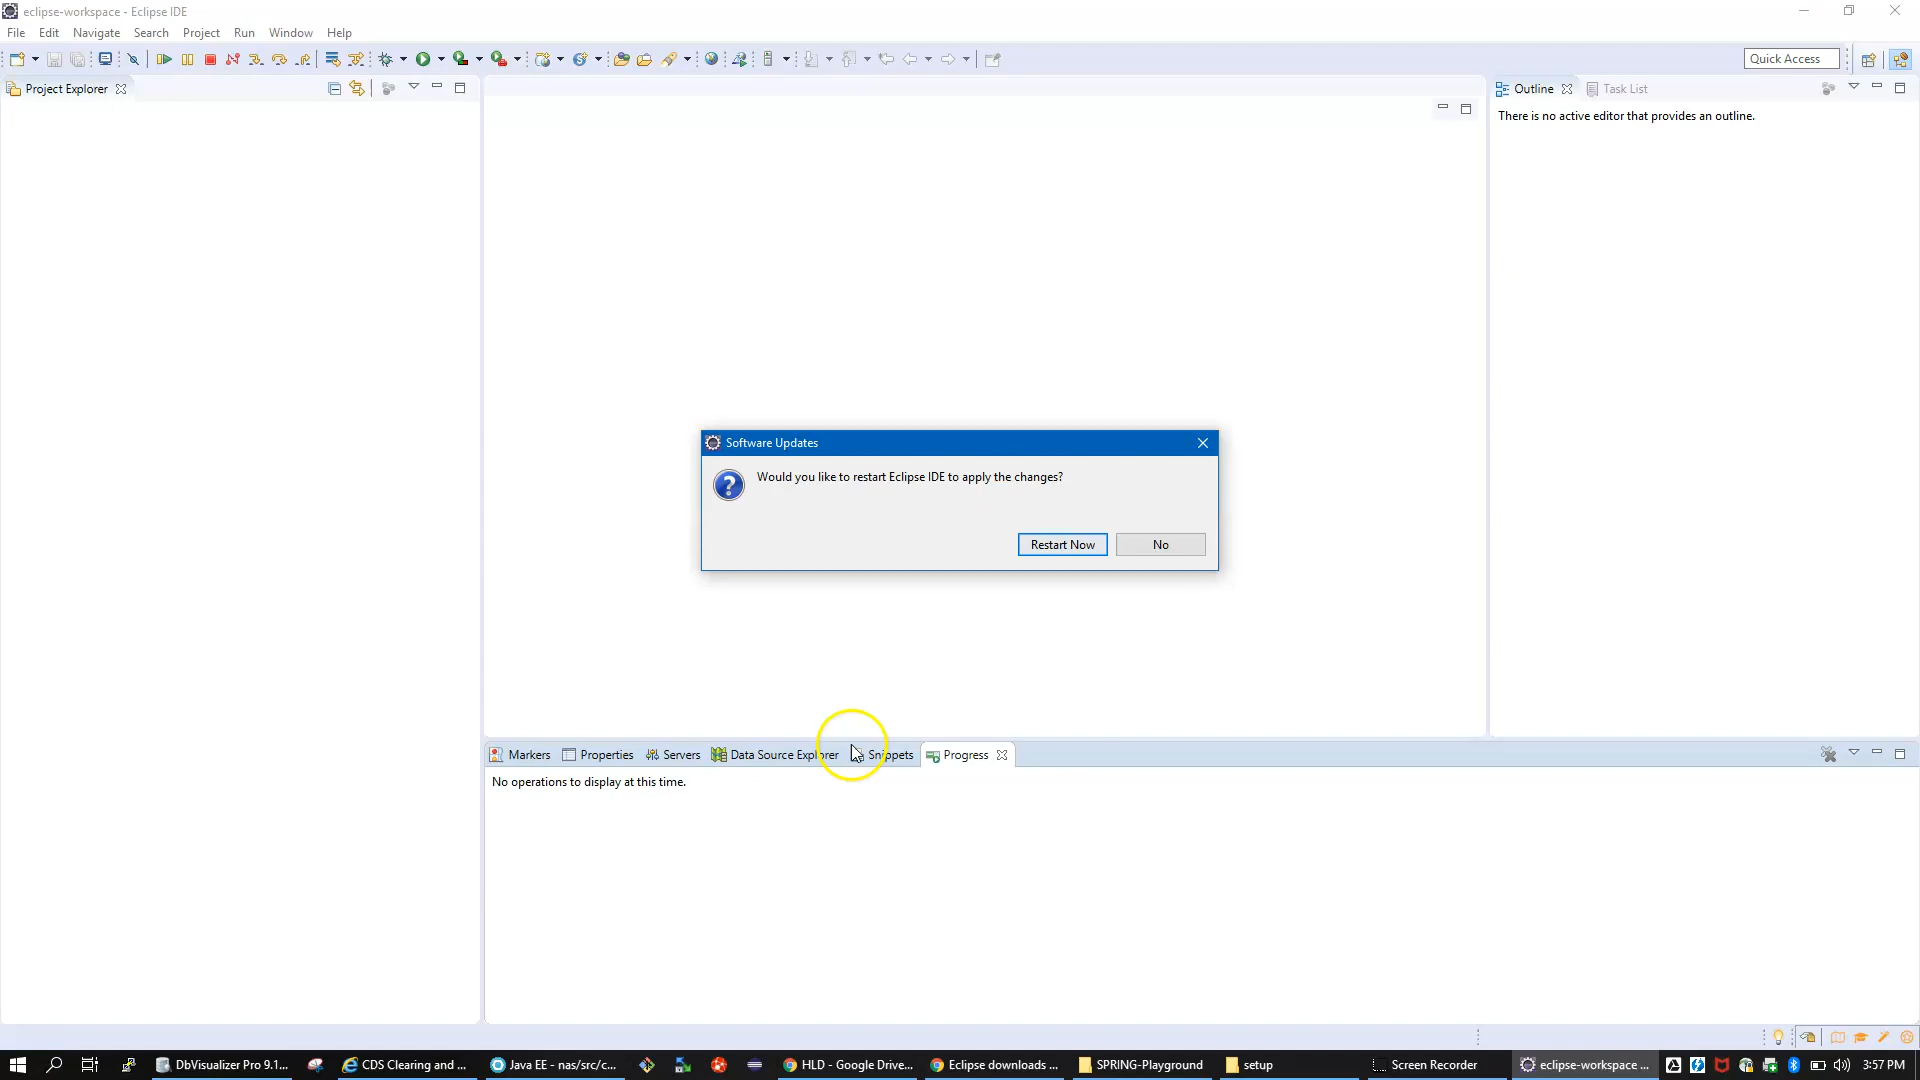 eclipse-workspace - Eclipse IDE
File Edit Navigate Search Project Run Window Help
Quick Access
Project Explorer
Outline Task List
There is no active editor that provides an outline.
Software Updates
Would you like to restart Eclipse IDE to apply the changes?
Restart Now No
Markers Properties Servers Data Source Explorer Snippets Progress
No operations to display at this time.
DbVisualizer Pro 9.1... CDS Clearing and ... Java EE - nas/src/c... HLD - Google Drive... Eclipse downloads ... SPRING-Playground setup Screen Recorder eclipse-workspace ... 3:57 PM